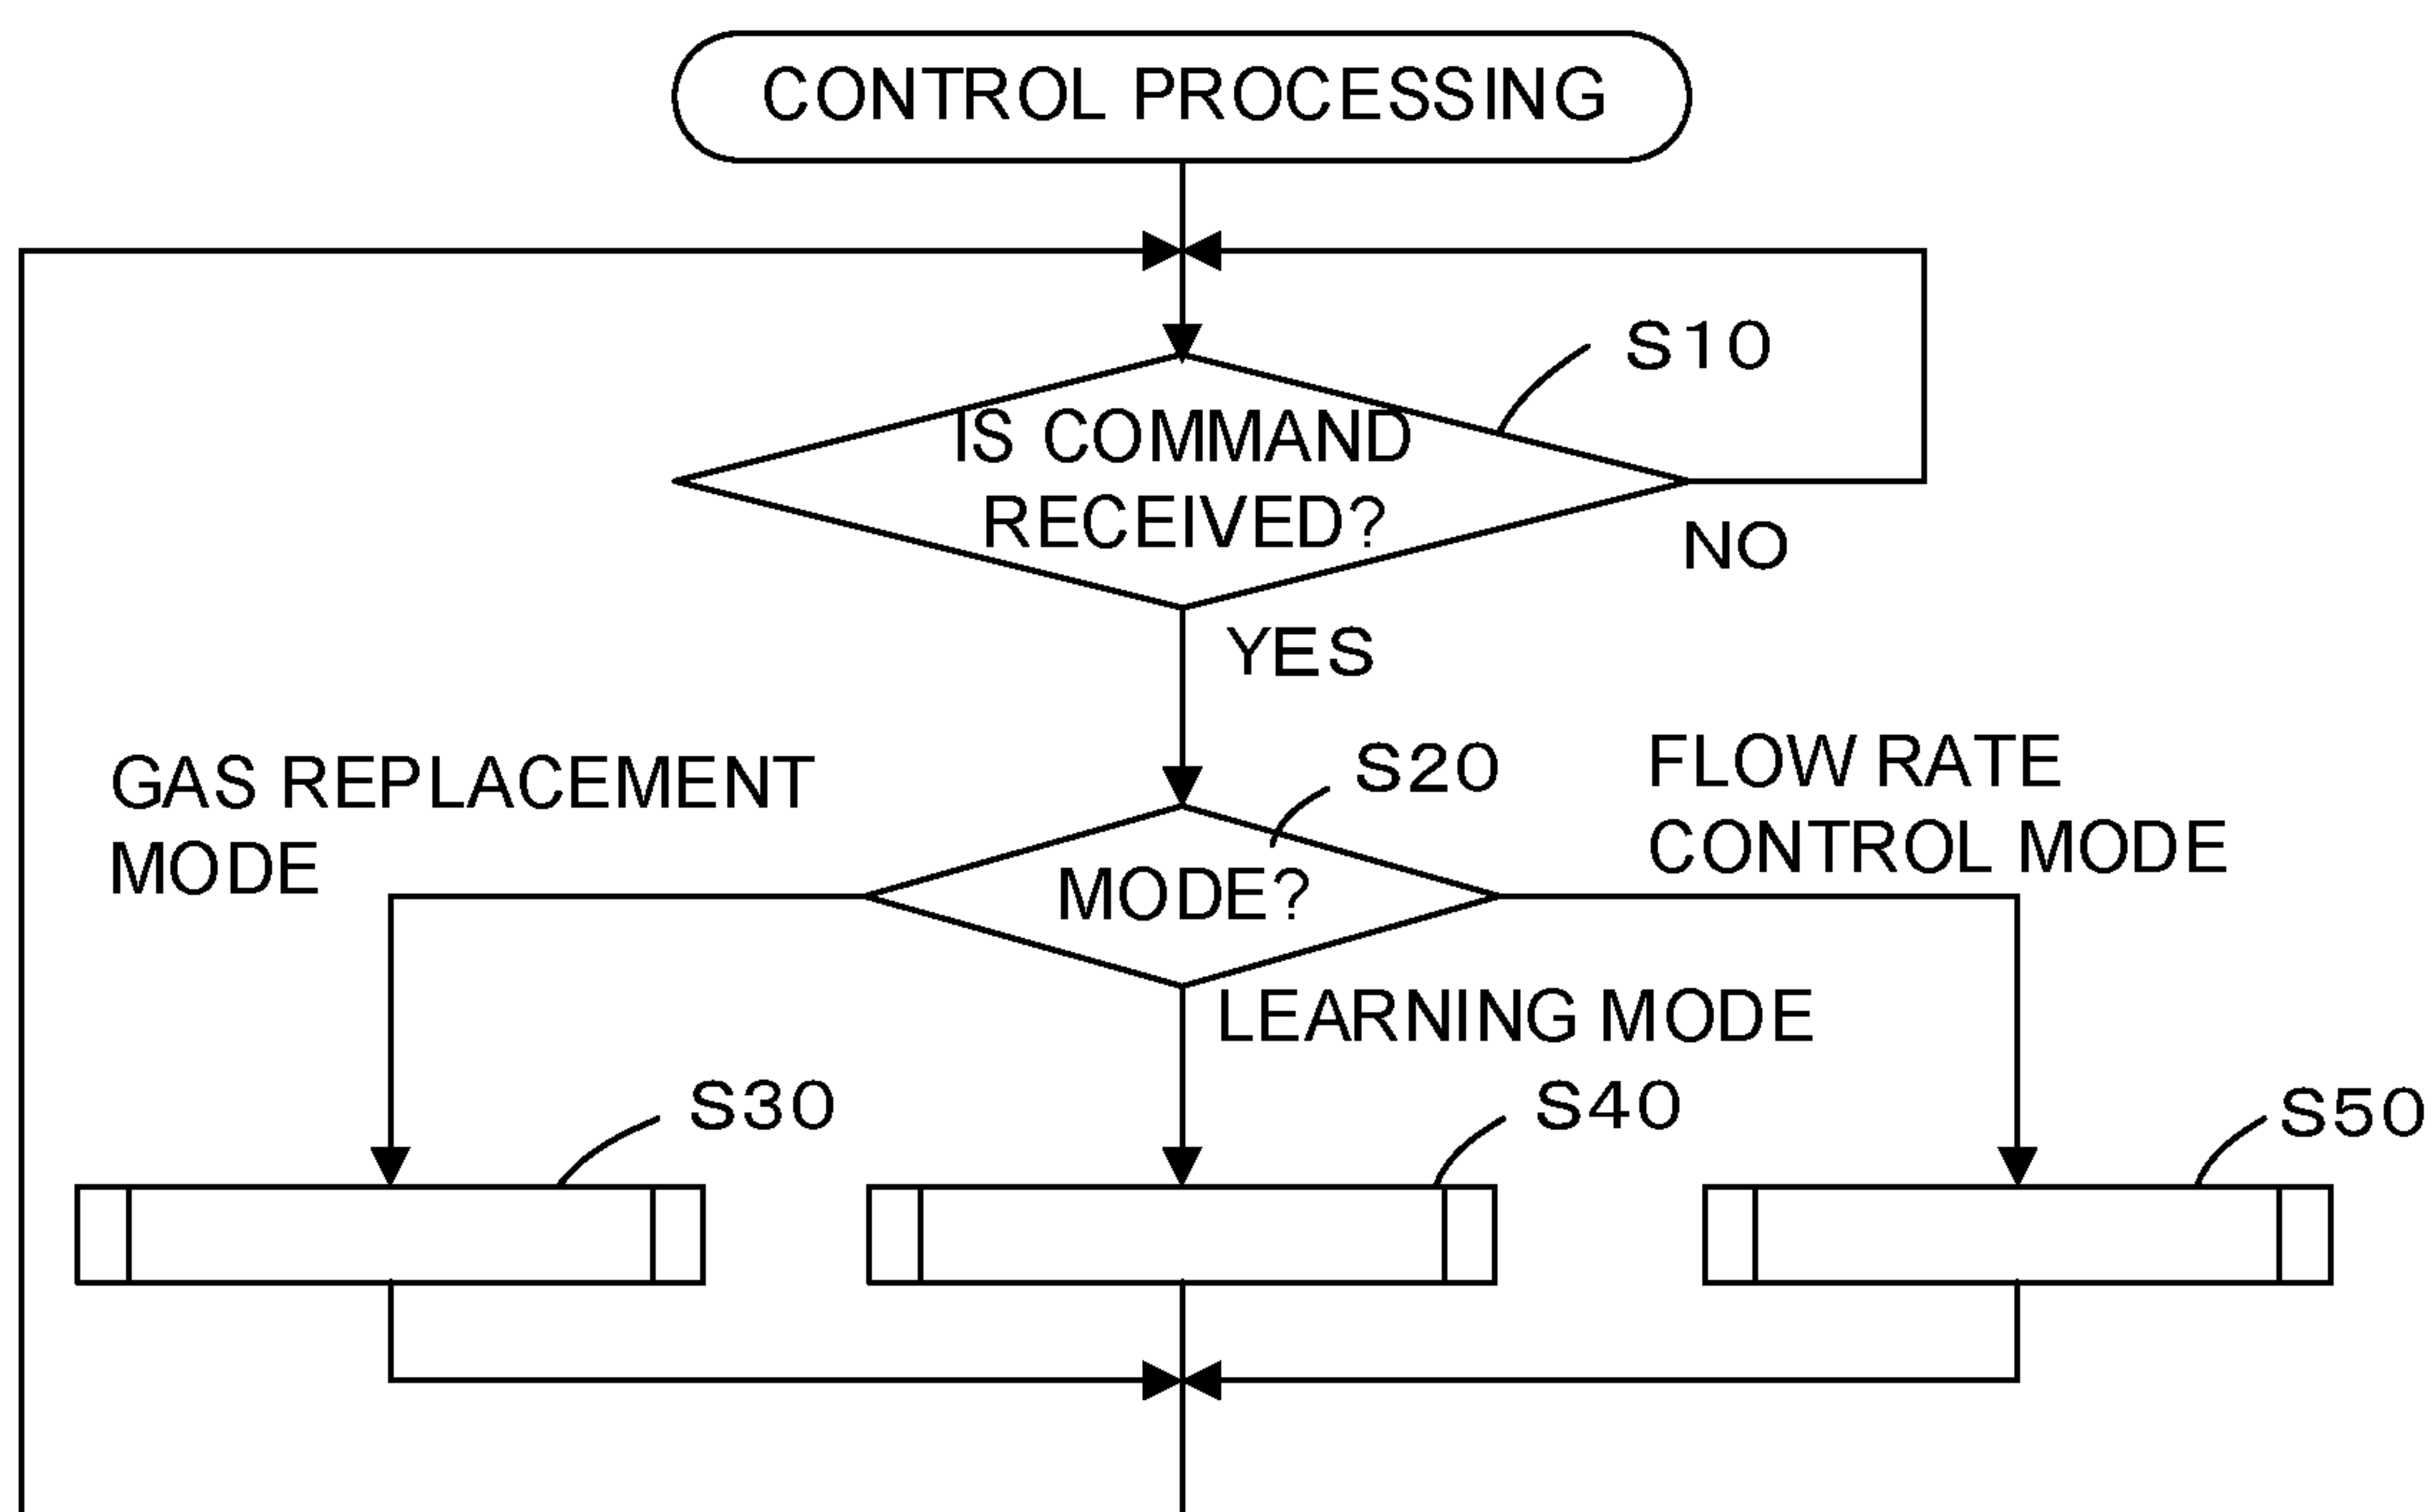 CONTROL PROCESSING
S10
IS COMMAND
RECEIVED?
NO
YES
GAS REPLACEMENT
MODE
S20
FLOW RATE
CONTROL MODE
MODE?
LEARNING MODE
S30
S40
S50